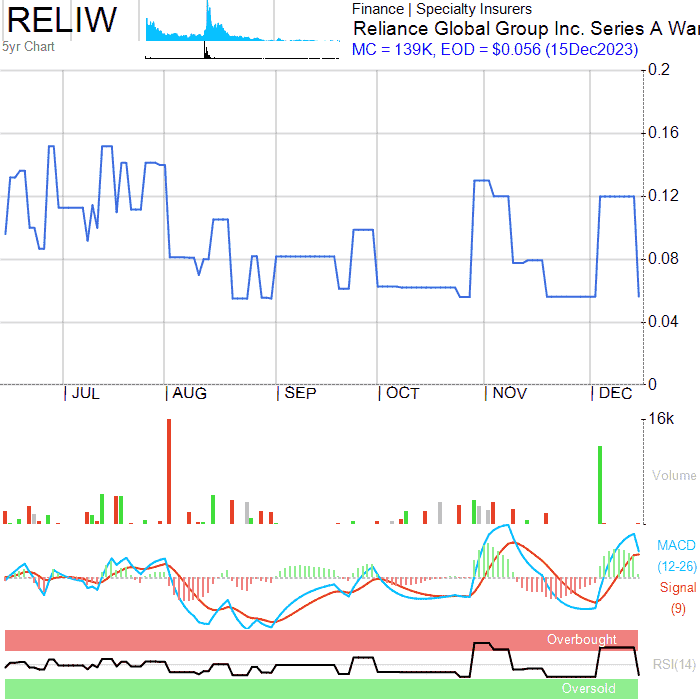 RELIW
5yr Chart
Finance | Specialty Insurers
Reliance Global Group Inc. Series A War
MC = 139K, EOD = $0.056 (15Dec2023)
0.2
0.16
0.12
0.08
0.04
0
JUL AUG SEP OCT NOV DEC
16k
Volume
MACD
(12-26)
Signal
(9)
Overbought
RSI(14)
Oversold